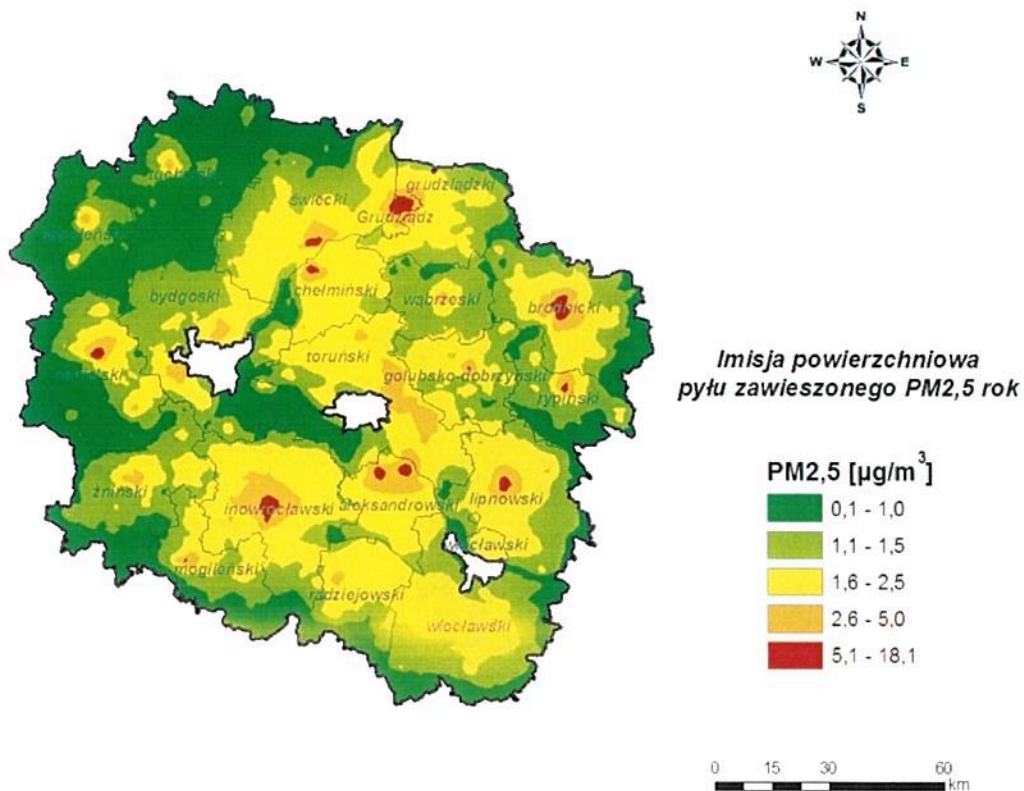 N
W E
S
grudziądzki
świecki
Grudziądz
bydgoski
chełmiński
wąbrzeski
brodnicki
toruński
golubsko-dobrzyński
rypiński
żniński
inowrocławski
aleksandrowski
lipnowski
włocławski
mogileński
radziejowski
włocławski
Imisja powierzchniowa
pyłu zawieszonego PM2,5 rok
PM2,5 [µg/m³]
0,1 - 1,0
1,1 - 1,5
1,6 - 2,5
2,6 - 5,0
5,1 - 18,1
0 15 30 60
km